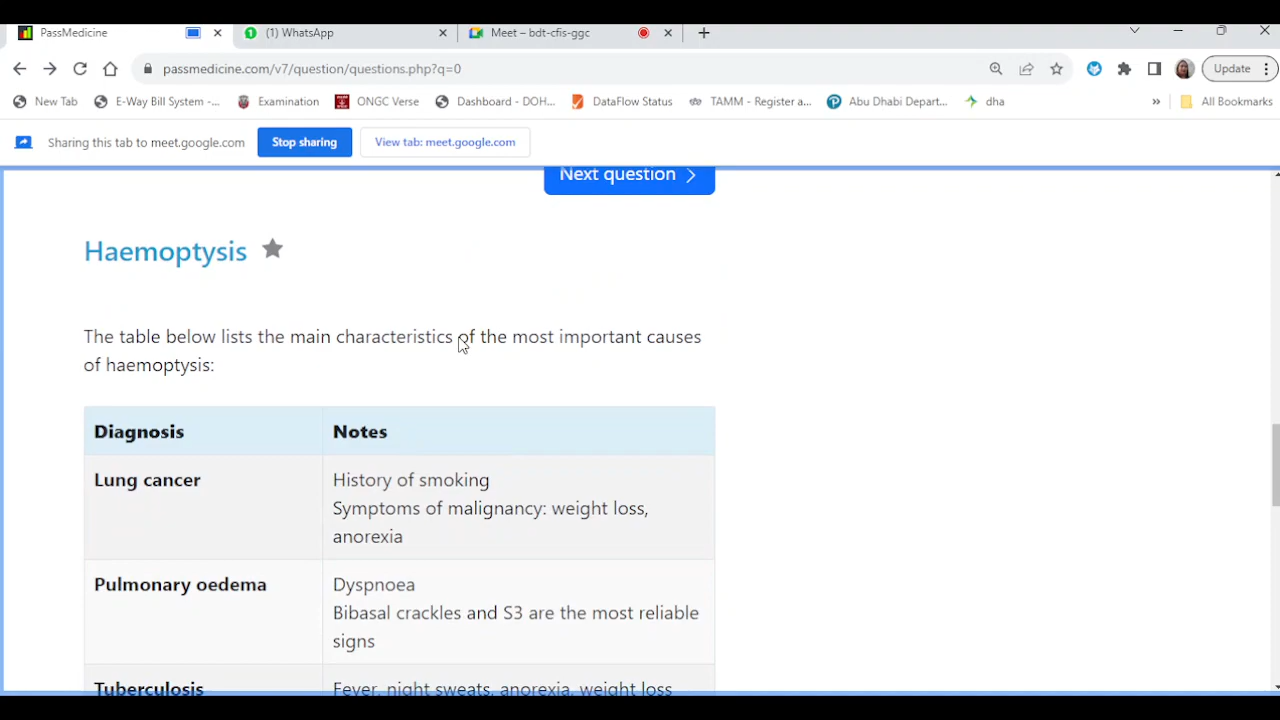 PassMedicine
(1) WhatsApp
Meet – bdt-cfis-ggc
passmedicine.com/v7/question/questions.php?q=0
Update
New Tab
E-Way Bill System -...
Examination
ONGC Verse
Dashboard - DOH...
DataFlow Status
TAMM - Register a...
Abu Dhabi Depart...
dha
»
All Bookmarks
Sharing this tab to meet.google.com
Stop sharing
View tab: meet.google.com
Next question
Haemoptysis
The table below lists the main characteristics of the most important causes
of haemoptysis:
Diagnosis Notes
Lung cancer History of smoking
Symptoms of malignancy: weight loss,
anorexia
Pulmonary oedema Dyspnoea
Bibasal crackles and S3 are the most reliable
signs
Tuberculosis Fever, night sweats, anorexia, weight loss